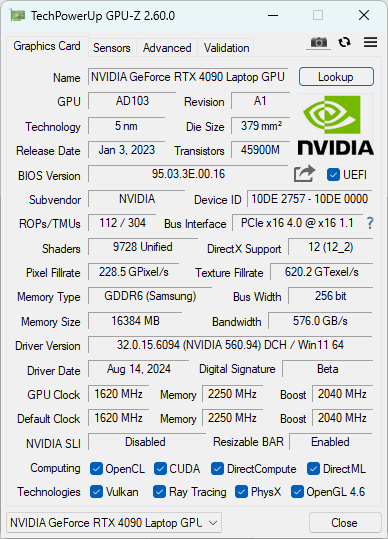 TechPowerUp GPU-Z 2.60.0
Graphics Card Sensors Advanced Validation
Name NVIDIA GeForce RTX 4090 Laptop GPU Lookup
GPU AD103 Revision A1
Technology 5 nm Die Size 379 mm²
Release Date Jan 3, 2023 Transistors 45900M
NVIDIA
BIOS Version 95.03.3E.00.16 UEFI
Subvendor NVIDIA Device ID 10DE 2757 - 10DE 0000
ROPs/TMUs 112 / 304 Bus Interface PCIe x16 4.0 @ x16 1.1 ?
Shaders 9728 Unified DirectX Support 12 (12_2)
Pixel Fillrate 228.5 GPixel/s Texture Fillrate 620.2 GTexel/s
Memory Type GDDR6 (Samsung) Bus Width 256 bit
Memory Size 16384 MB Bandwidth 576.0 GB/s
Driver Version 32.0.15.6094 (NVIDIA 560.94) DCH / Win11 64
Driver Date Aug 14, 2024 Digital Signature Beta
GPU Clock 1620 MHz Memory 2250 MHz Boost 2040 MHz
Default Clock 1620 MHz Memory 2250 MHz Boost 2040 MHz
NVIDIA SLI Disabled Resizable BAR Enabled
Computing OpenCL CUDA DirectCompute DirectML
Technologies Vulkan Ray Tracing PhysX OpenGL 4.6
NVIDIA GeForce RTX 4090 Laptop GPU Close